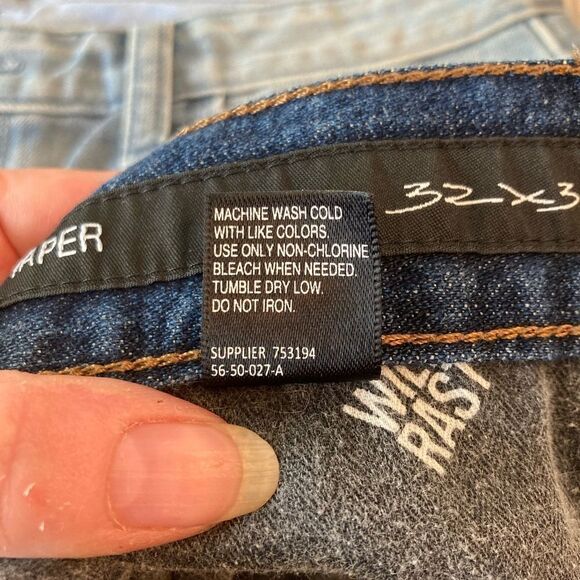 32X3
APER
MACHINE WASH COLD
WITH LIKE COLORS.
USE ONLY NON-CHLORINE
BLEACH WHEN NEEDED.
TUMBLE DRY LOW.
DO NOT IRON.
SUPPLIER 753194
56-50-027-A
WIL
RAST